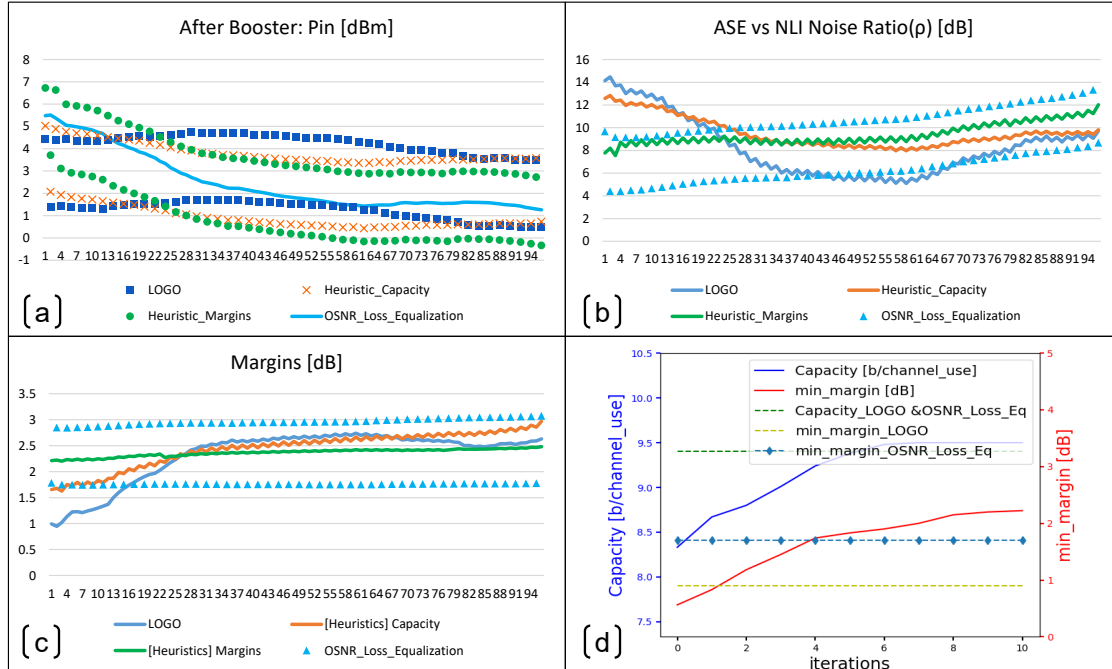 After Booster: Pin [dBm]
8
7
6
5
4
3
2
1
0
-1
1 4 7 10 13 16 19 22 25 28 31 34 37 40 43 46 49 52 55 58 61 64 67 70 73 76 79 82 85 88 91 94
LOGO
Heuristic_Capacity
Heuristic_Margins
OSNR_Loss_Equalization
[a]
ASE vs NLI Noise Ratio(ρ) [dB]
16
14
12
10
8
6
4
2
0
1 4 7 10 13 16 19 22 25 28 31 34 37 40 43 46 49 52 55 58 61 64 67 70 73 76 79 82 85 88 91 94
LOGO
Heuristic_Capacity
Heuristic_Margins
OSNR_Loss_Equalization
[b]
Margins [dB]
3.5
3
2.5
2
1.5
1
0.5
0
1 4 7 10 13 16 19 22 25 28 31 34 37 40 43 46 49 52 55 58 61 64 67 70 73 76 79 82 85 88 91 94
LOGO
[Heuristics] Capacity
[Heuristics] Margins
OSNR_Loss_Equalization
[c]
Capacity [b/channel_use]
min_margin [dB]
Capacity_LOGO &OSNR_Loss_Eq
min_margin_LOGO
min_margin_OSNR_Loss_Eq
10.5
10.0
9.5
9.0
8.5
8.0
7.5
Capacity [b/channel_use]
5
4
3
2
1
0
min_margin [dB]
0 2 4 6 8 10
iterations
[d]